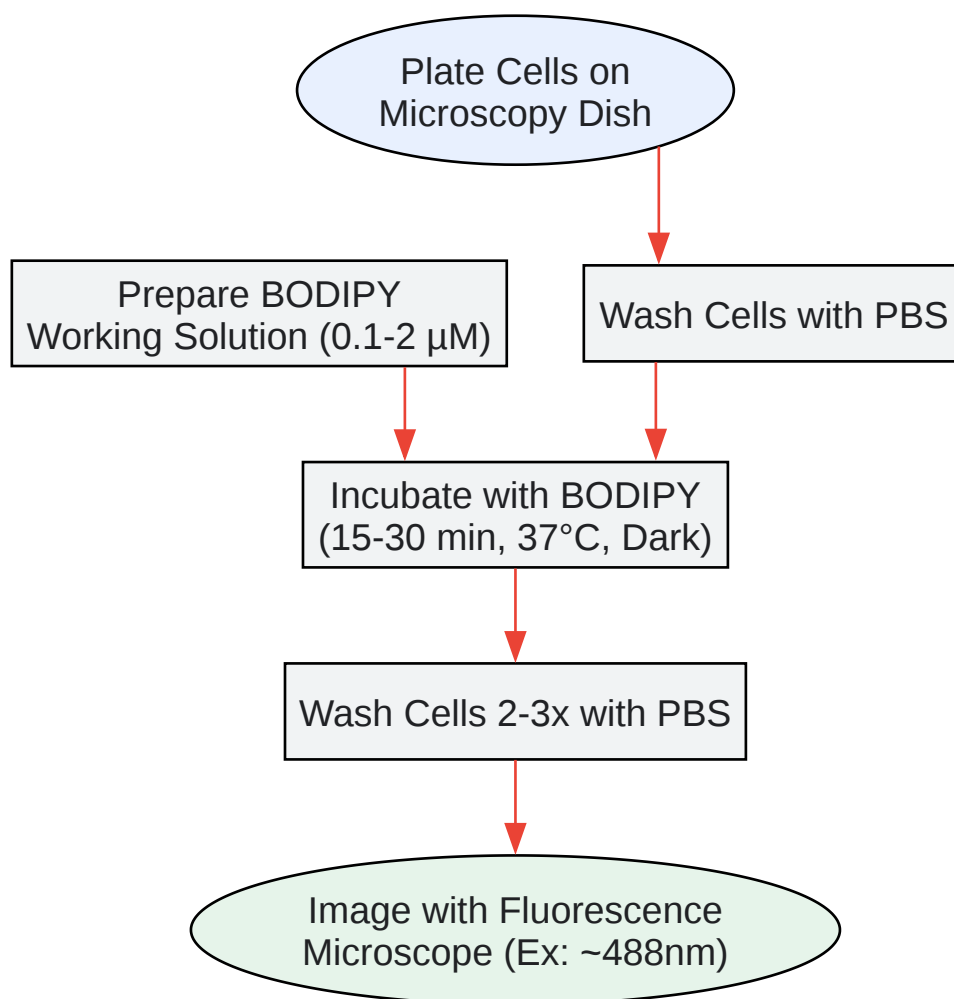 Plate Cells on
Microscopy Dish
Prepare BODIPY
Working Solution (0.1-2 µM)
Wash Cells with PBS
Incubate with BODIPY
(15-30 min, 37°C, Dark)
Wash Cells 2-3x with PBS
Image with Fluorescence
Microscope (Ex: ~488nm)